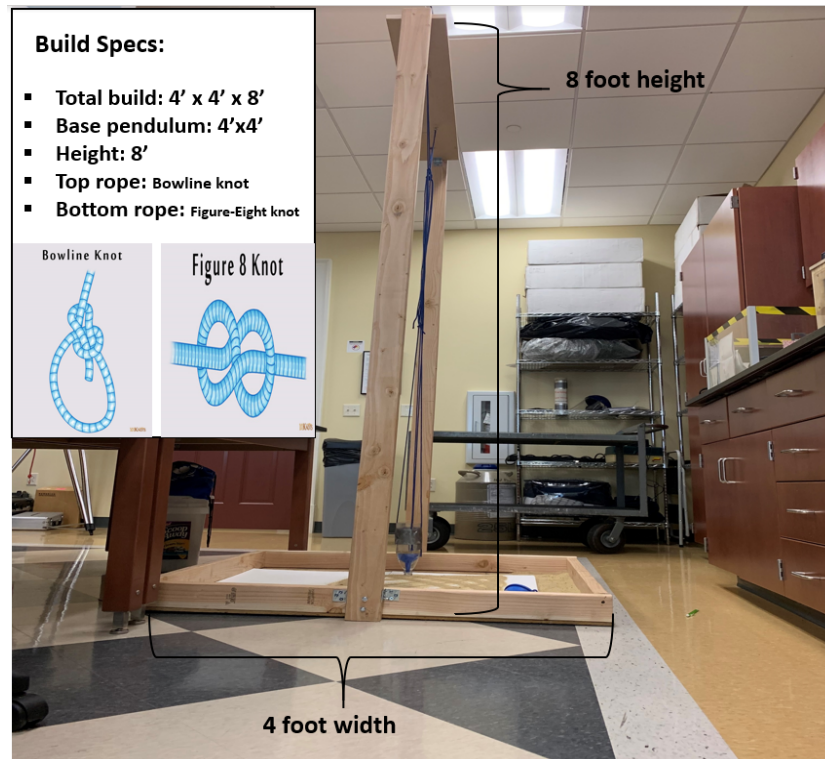 Build Specs:
▪ Total build: 4' x 4' x 8'
▪ Base pendulum: 4'x4'
▪ Height: 8'
▪ Top rope: Bowline knot
▪ Bottom rope: Figure-Eight knot
Bowline Knot
Figure 8 Knot
8 foot height
4 foot width